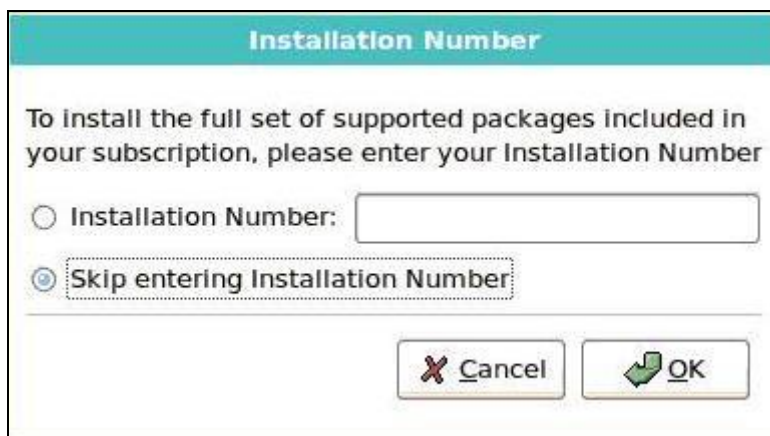 Installation Number
To install the full set of supported packages included in
your subscription, please enter your Installation Number
Installation Number:
Skip entering Installation Number
Cancel
OK